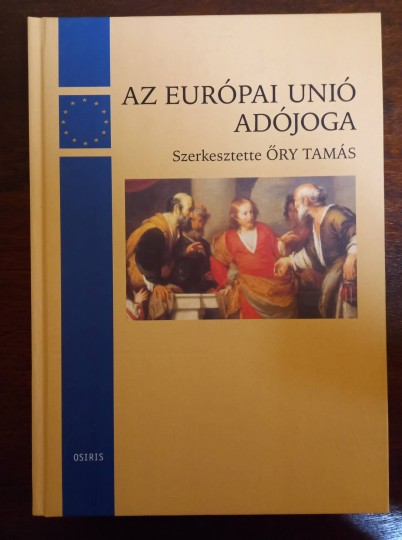 AZ EURÓPAI UNIÓ
ADÓJOGA
Szerkesztette ŐRY TAMÁS
OSIRIS